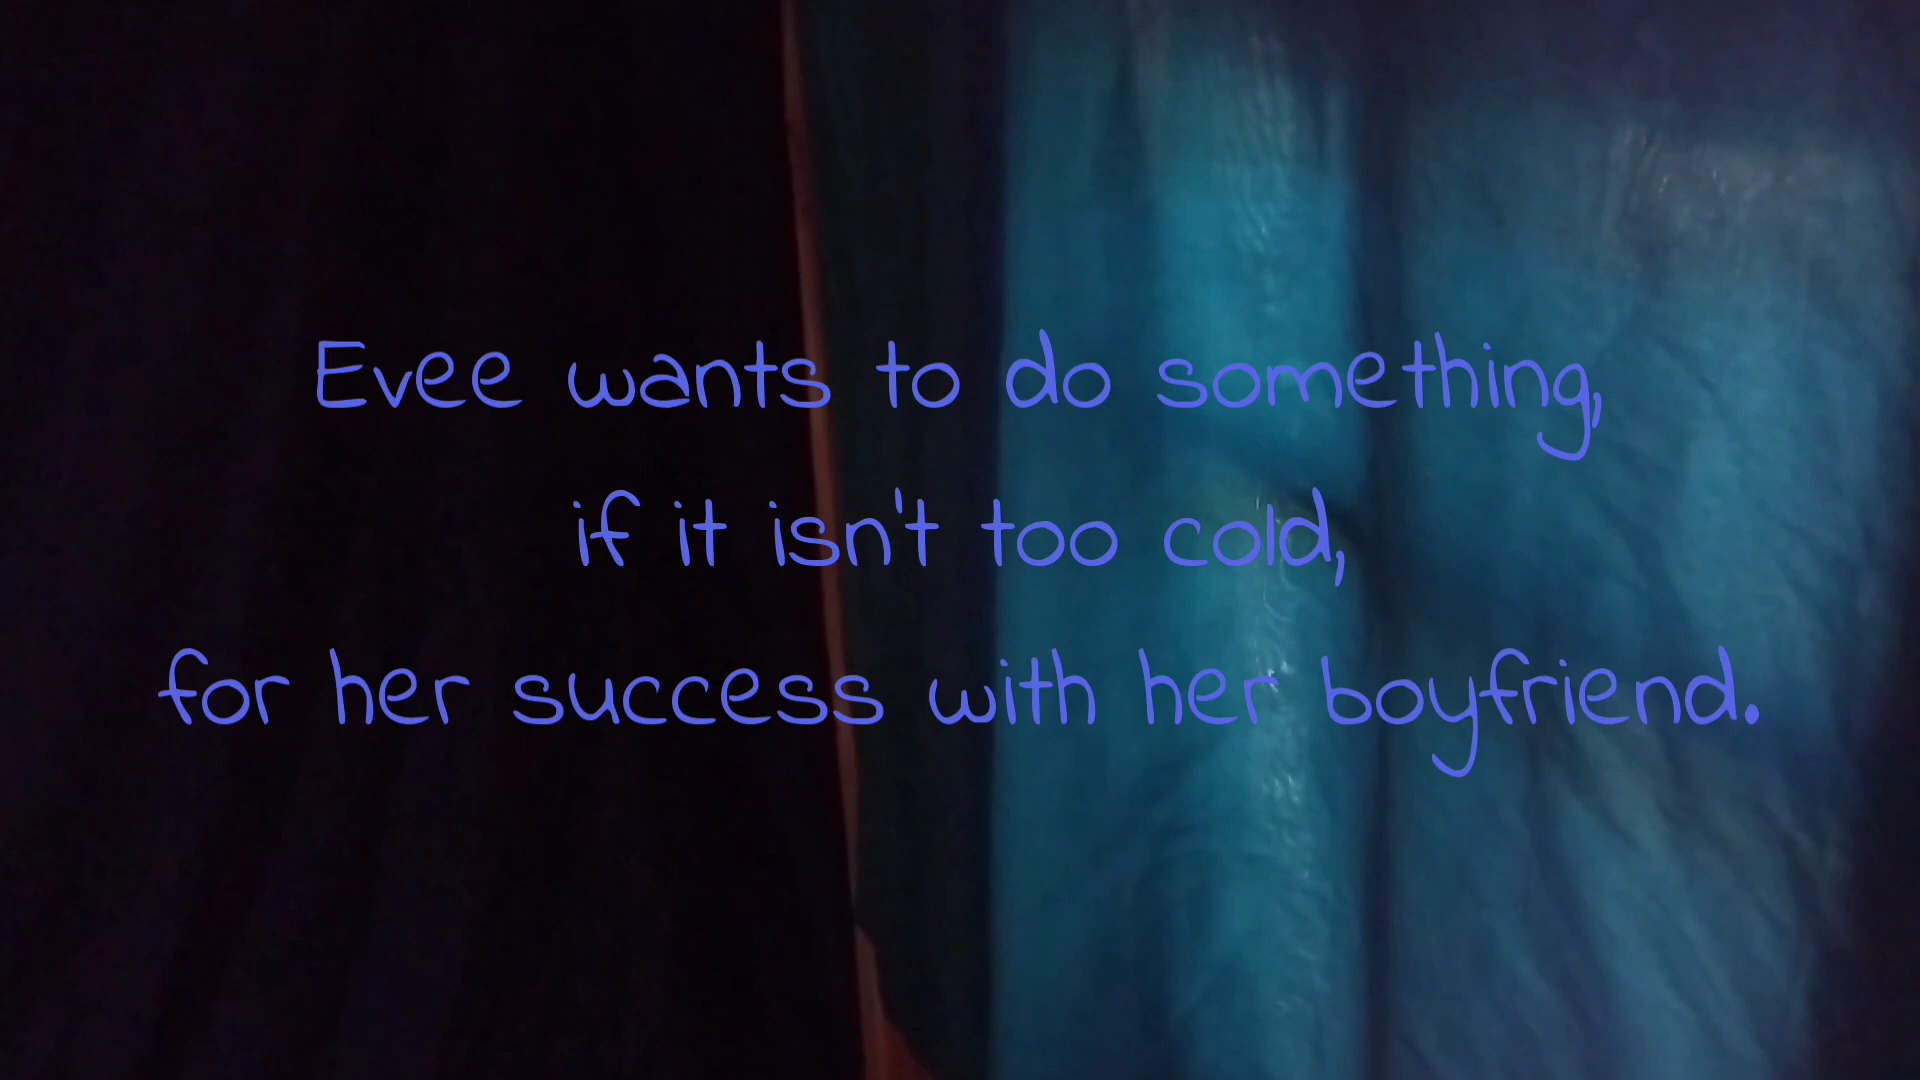 Evee wants to do something,
if it isn't too cold,
for her success with her boyfriend.